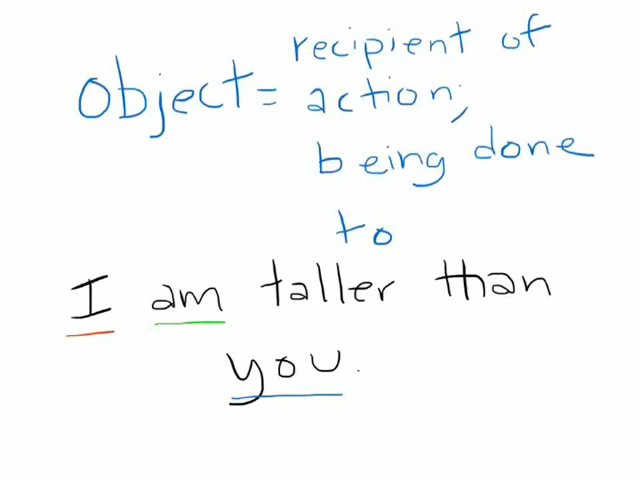 object = recipient of
action;
being done
to
I am taller than
you.